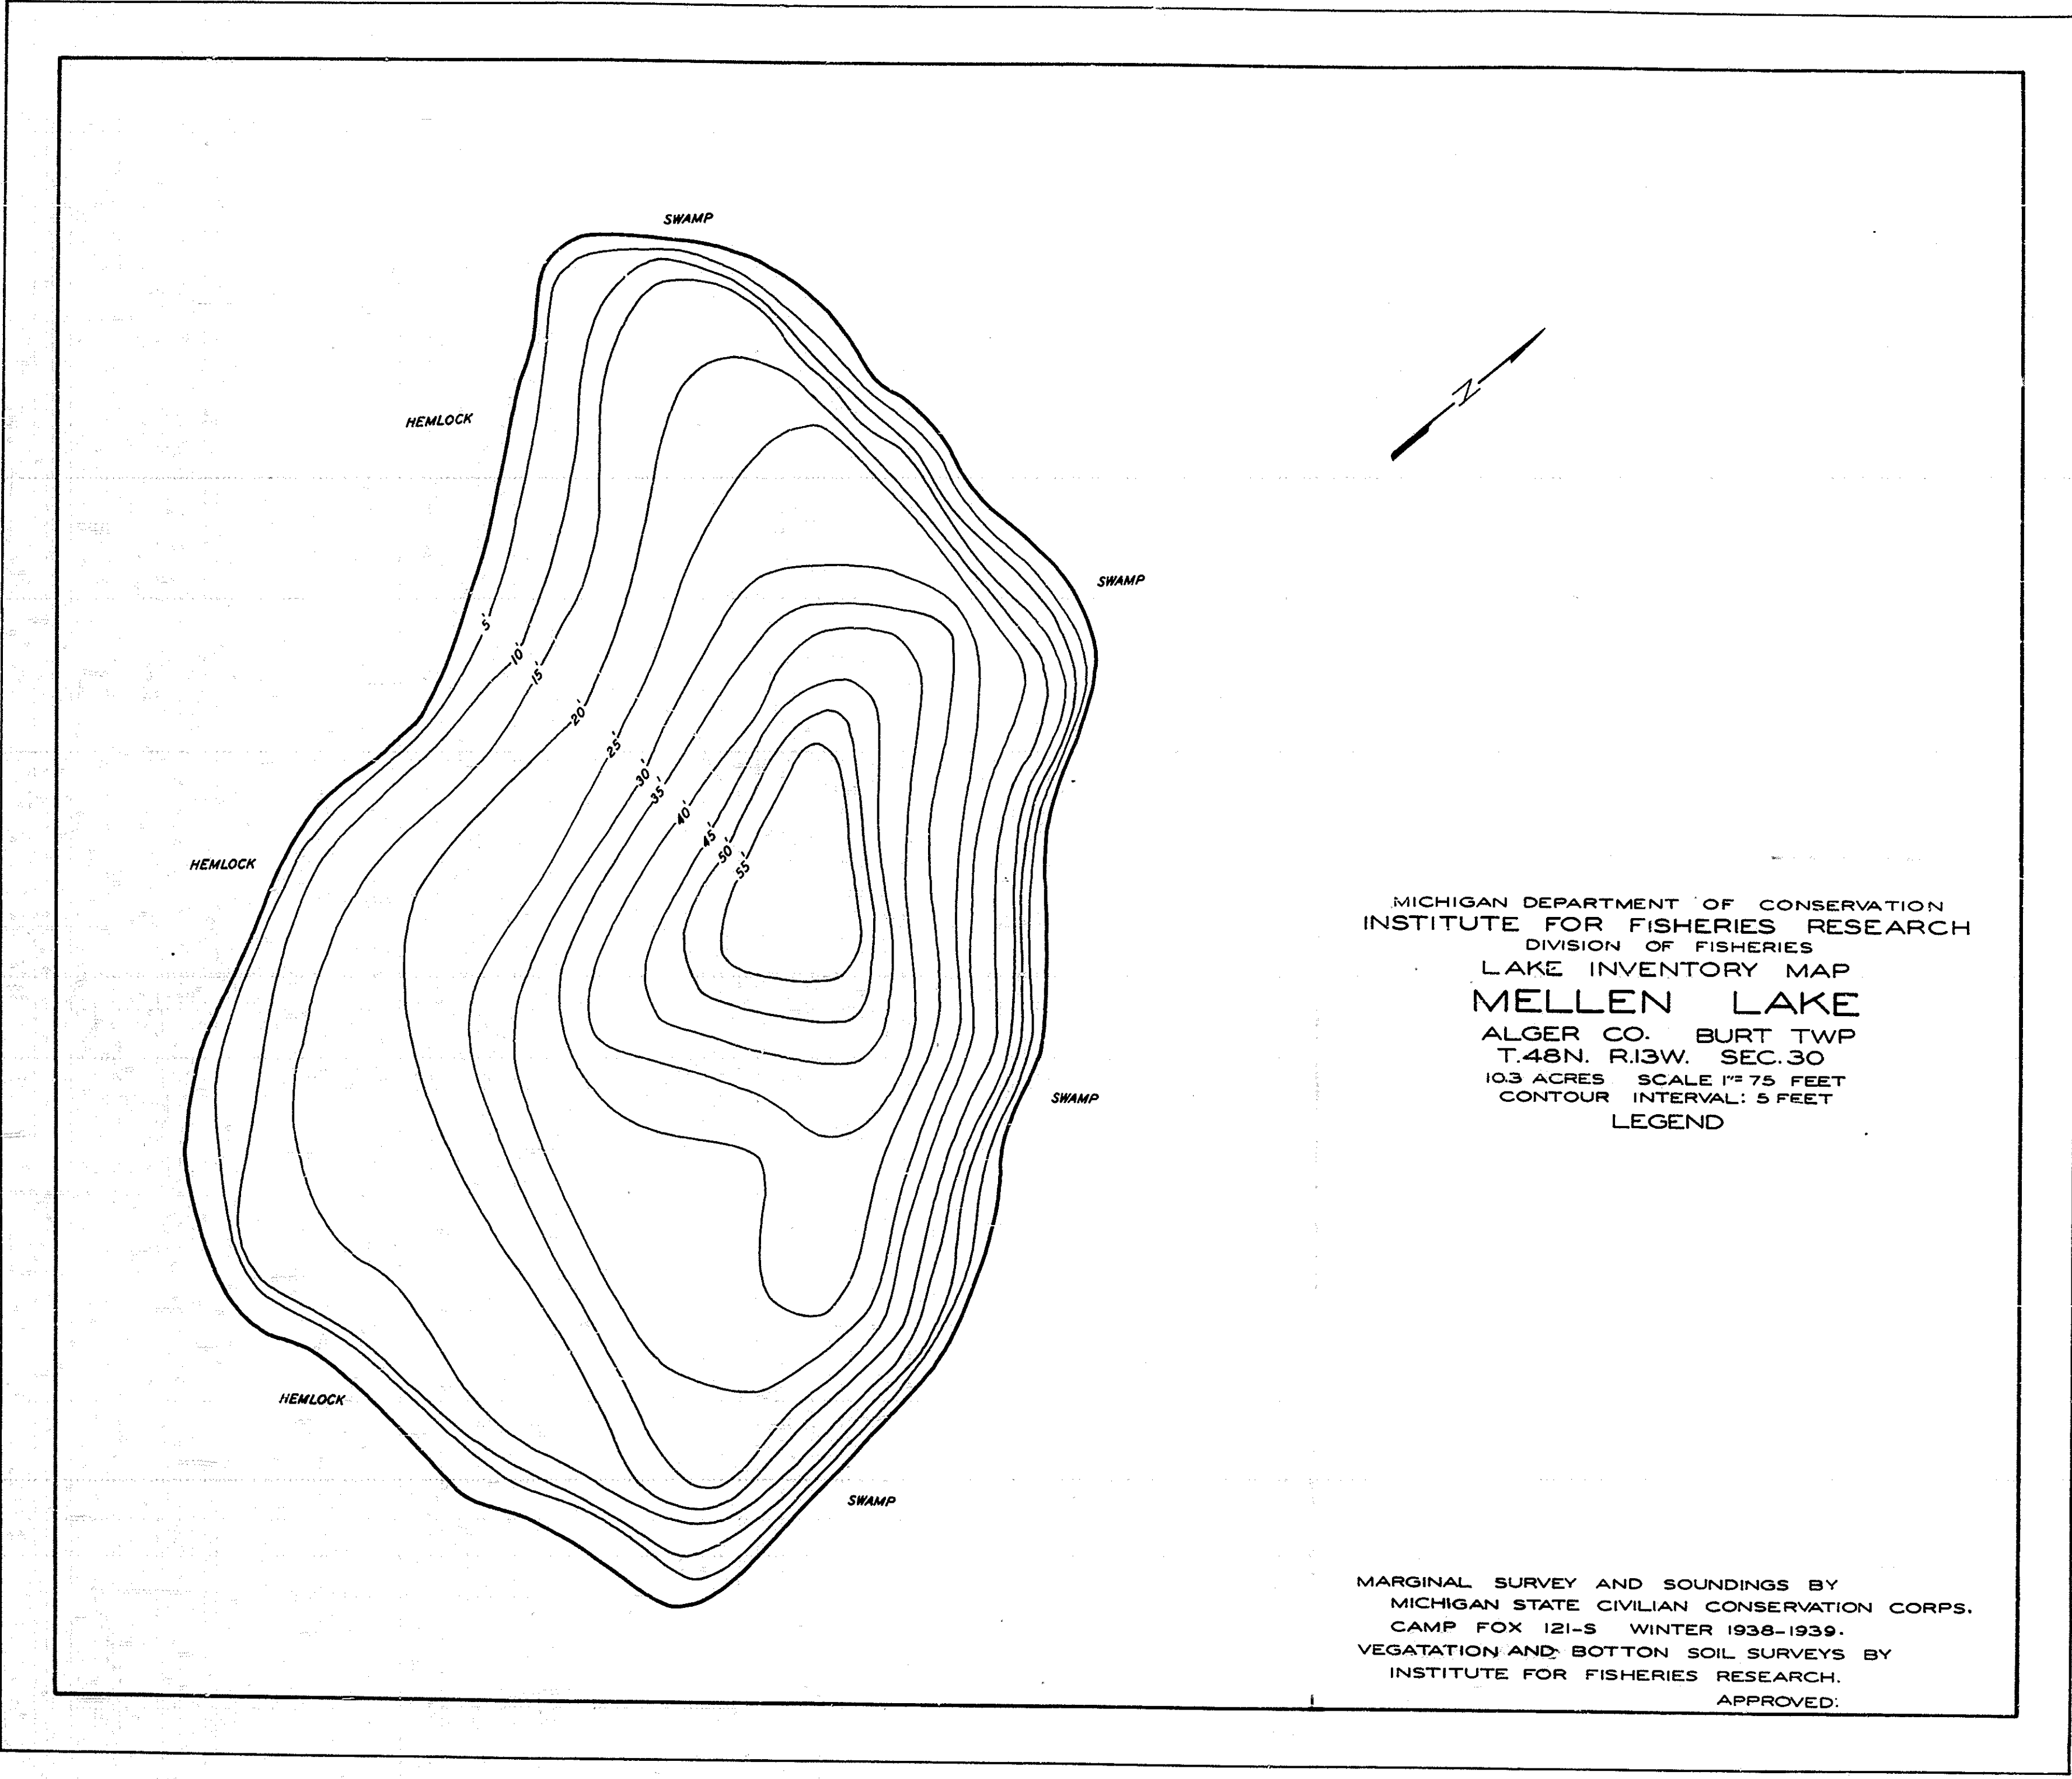 SWAMP
HEMLOCK
N
SWAMP
5'
10'
15'
20'
25'
30'
35'
40'
45'
50'
55'
HEMLOCK
SWAMP
HEMLOCK
SWAMP
MICHIGAN DEPARTMENT OF CONSERVATION
INSTITUTE FOR FISHERIES RESEARCH
DIVISION OF FISHERIES
LAKE INVENTORY MAP
MELLEN LAKE
ALGER CO. BURT TWP
T.48N. R.13W. SEC.30
10.3 ACRES SCALE 1"=75 FEET
CONTOUR INTERVAL: 5 FEET
LEGEND
MARGINAL SURVEY AND SOUNDINGS BY
MICHIGAN STATE CIVILIAN CONSERVATION CORPS.
CAMP FOX 121-S WINTER 1938-1939.
VEGATATION AND BOTTON SOIL SURVEYS BY
INSTITUTE FOR FISHERIES RESEARCH.
APPROVED: